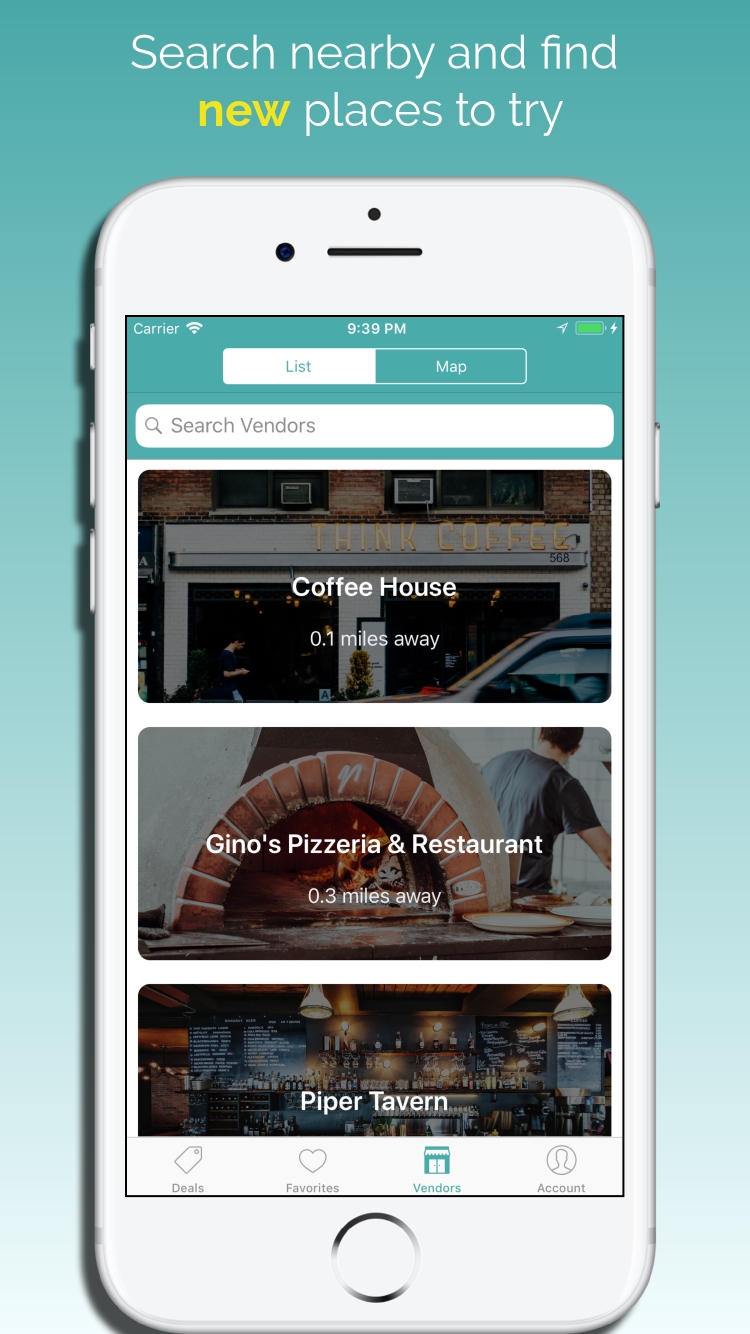 Search nearby and find
new places to try
Carrier
9:39 PM
List
Map
Search Vendors
THINK COFFEE
568
Coffee House
0.1 miles away
A
Gino's Pizzeria & Restaurant
0.3 miles away
Piper Tavern
Deals
Favorites
Vendors
Account